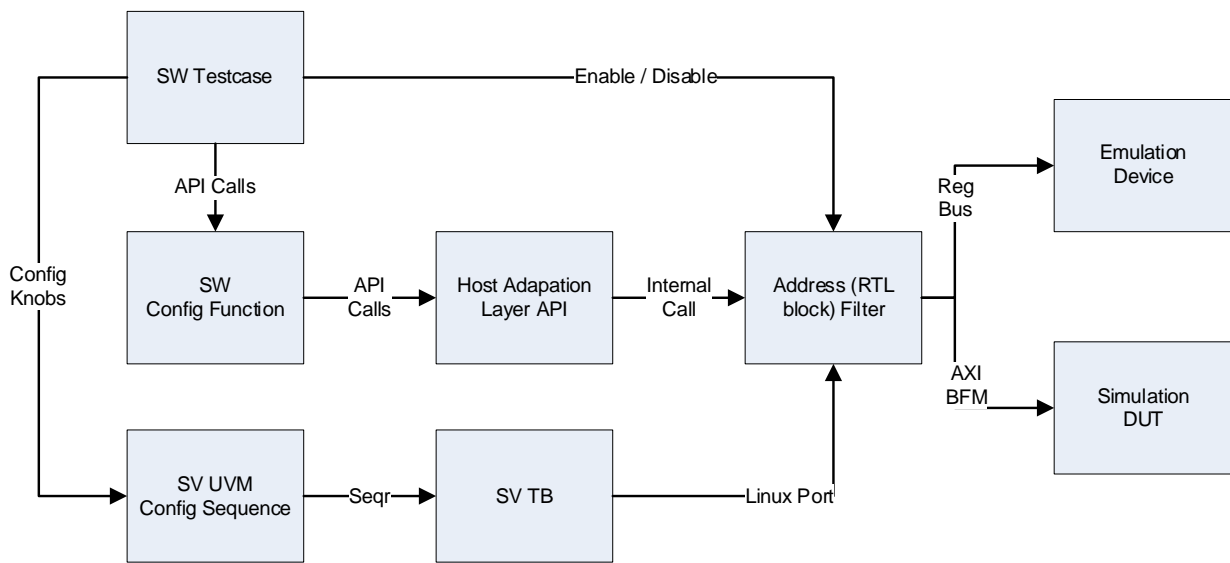 SW Testcase
Enable / Disable
Emulation
Device
API Calls
Reg
Bus
Config
Knobs
SW
Config Function
API
Calls
Host Adapation
Layer API
Internal
Call
Address (RTL
block) Filter
AXI
BFM
Simulation
DUT
SV UVM
Config Sequence
Seqr
SV TB
Linux Port